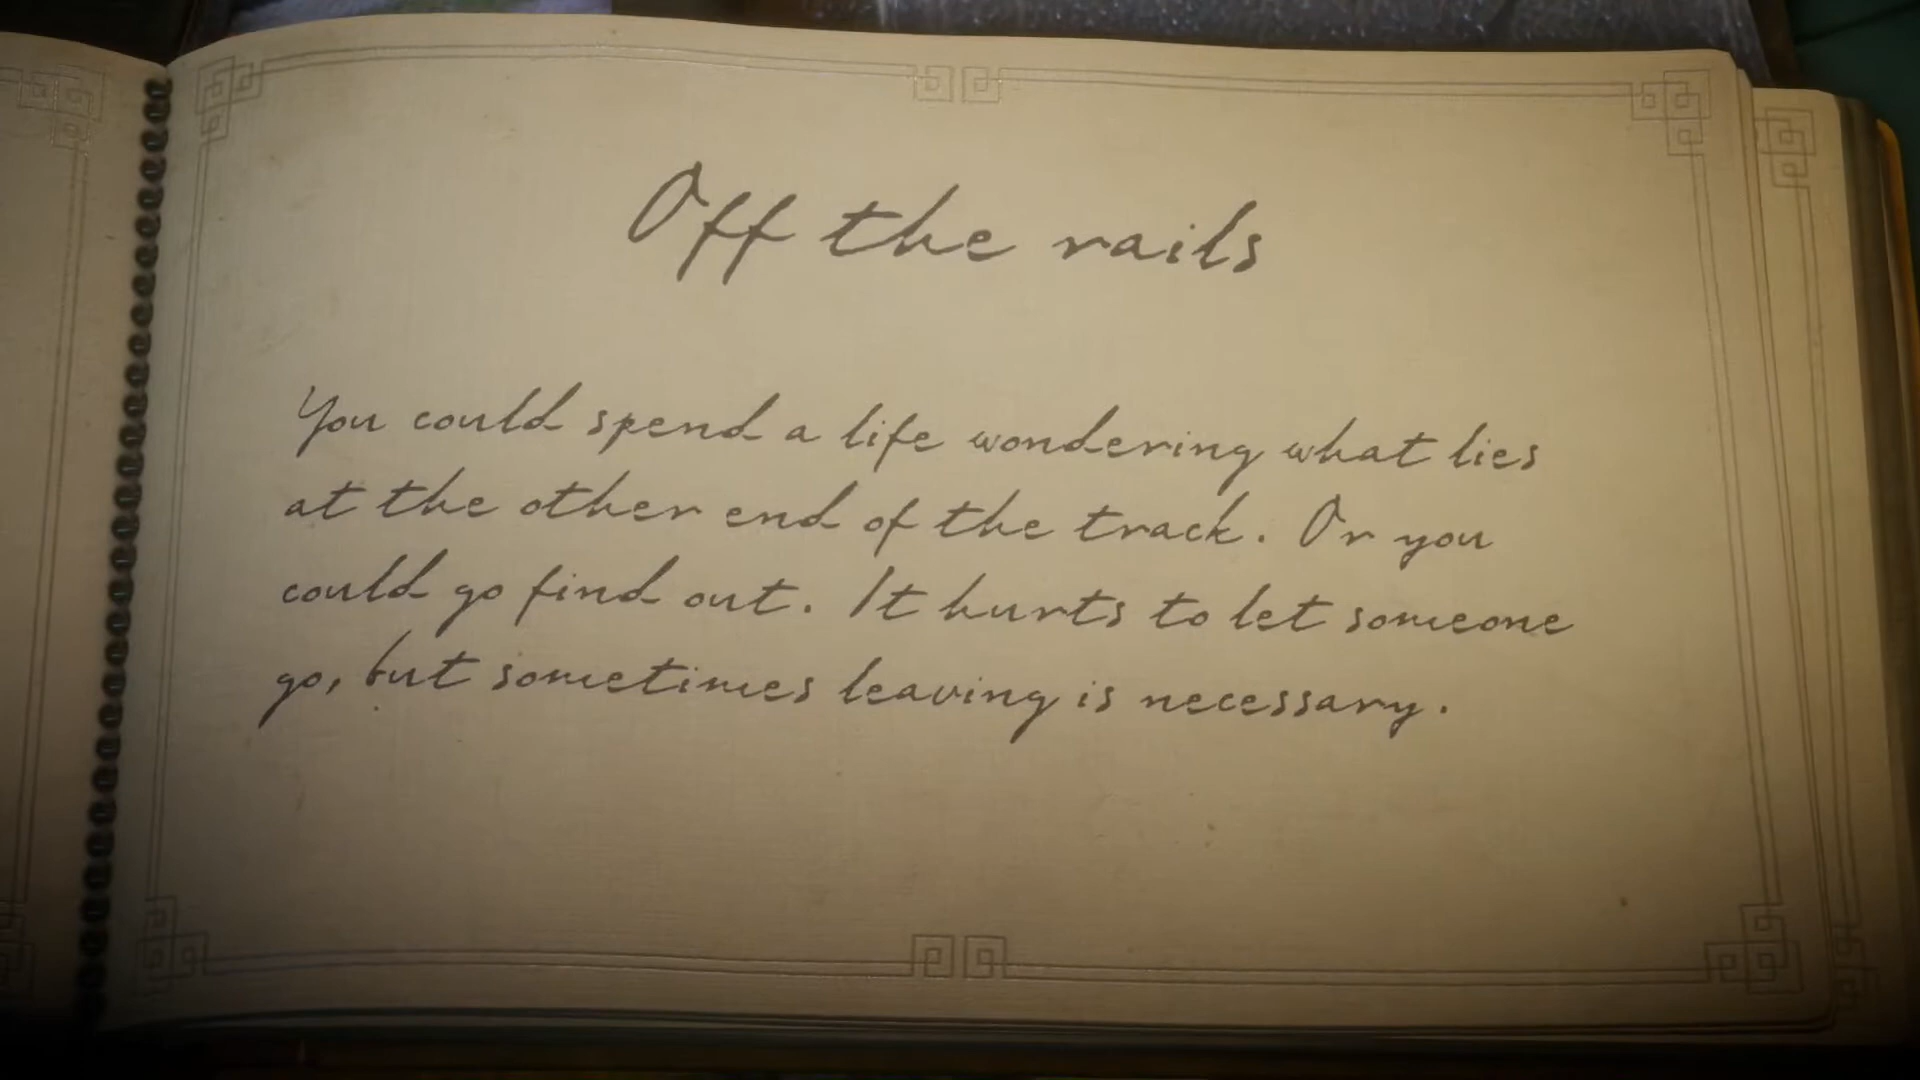 Off the rails
You could spend a life wondering what lies
at the other end of the track. Or you
could go find out. It hurts to let someone
go, but sometimes leaving is necessary.